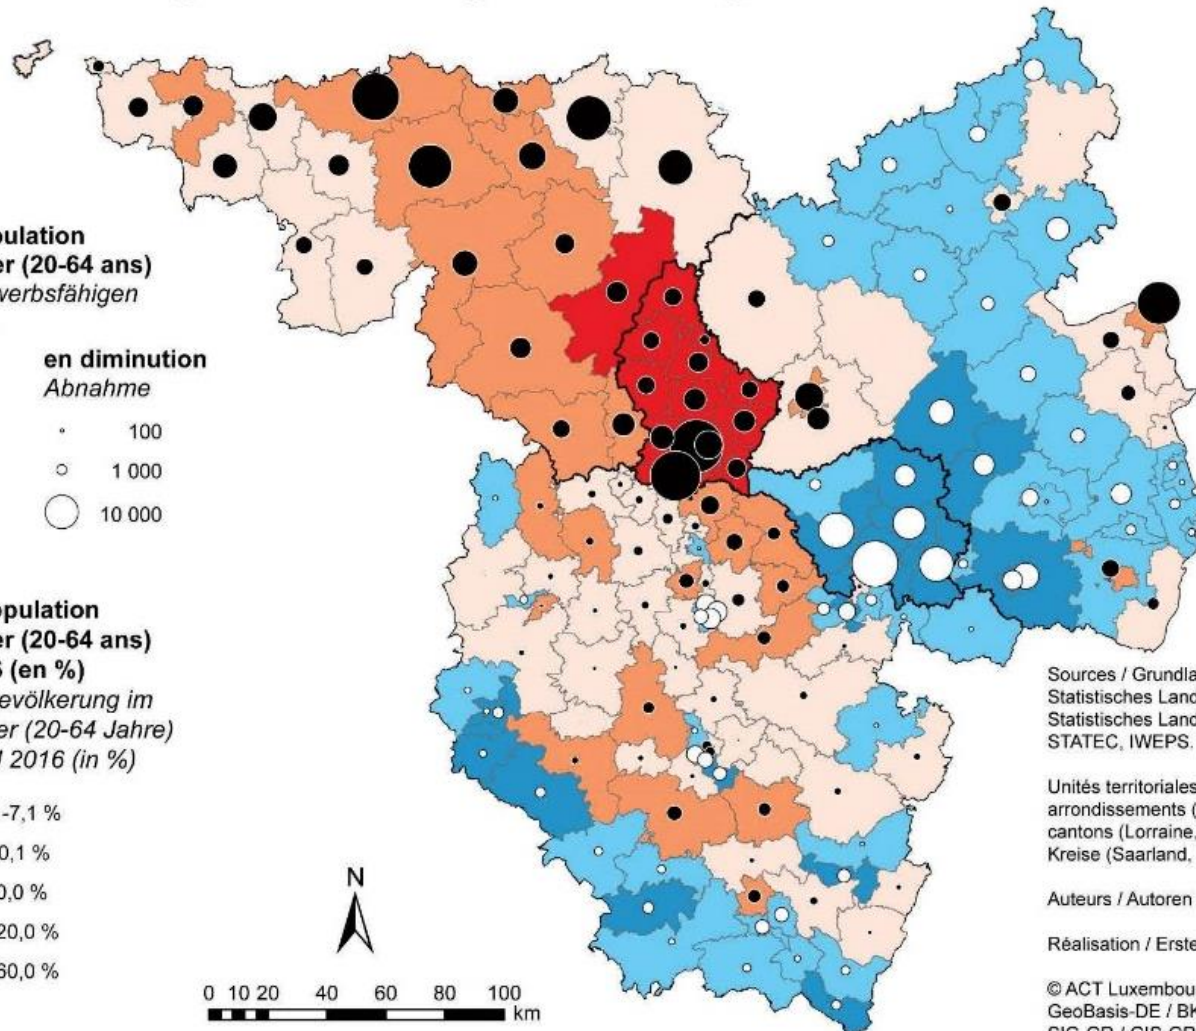 pulation
er (20-64 ans)
werbsfähigen
en diminution
Abnahme
100
1 000
10 000
opulation
er (20-64 ans)
6 (en %)
evölkerung im
er (20-64 Jahre)
d 2016 (in %)
-7,1 %
0,1 %
0,0 %
20,0 %
60,0 %
N
0 10 20 40 60 80 100
km
Sources / Grundla
Statistisches Land
Statistisches Land
STATEC, IWEPS.
Unités territoriales
arrondissements (
cantons (Lorraine,
Kreise (Saarland,
Auteurs / Autoren
Réalisation / Erste
© ACT Luxembou
GeoBasis-DE / BK